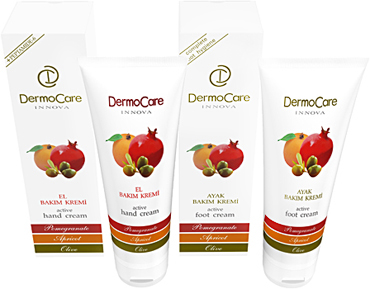 DermoCare
INNOVA
EL
BAKIM KREMİ
active
hand cream
Pomegranate
Apricot
Olive
DermoCare
INNOVA
EL
BAKIM KREMİ
active
hand cream
Pomegranate
Apricot
Olive
complete
DermoCare
INNOVA
AYAK
BAKIM KREMİ
active
foot cream
Pomegranate
Apricot
Olive
DermoCare
INNOVA
AYAK
BAKIM KREMİ
active
foot cream
Pomegranate
Apricot
Olive